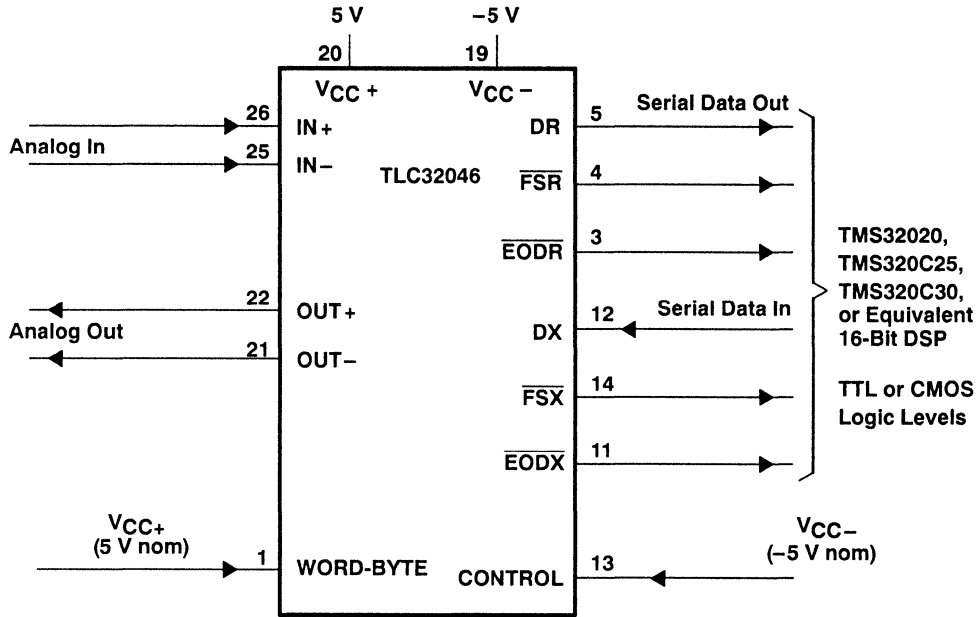 5 V
−5 V
20
19
VCC+
VCC−
26
IN+
Analog In
25
IN−
TLC32046
DR
5
Serial Data Out
FSR
4
EODR
3
22
OUT+
Analog Out
21
OUT−
DX
12
Serial Data In
FSX
14
EODX
11
TMS32020,
TMS320C25,
TMS320C30,
or Equivalent
16-Bit DSP
TTL or CMOS
Logic Levels
VCC+
(5 V nom)
1
WORD-BYTE
CONTROL
13
VCC−
(−5 V nom)